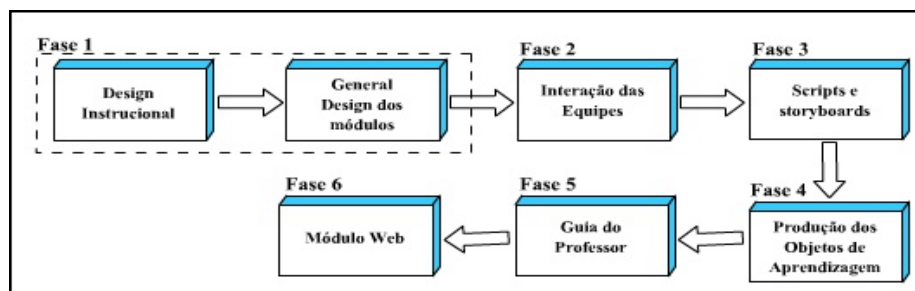 Fase 1
Design
Instrucional
General
Design dos
módulos
Fase 2
Interação das
Equipes
Fase 3
Scripts e
storyboards
Fase 4
Produção dos
Objetos de
Aprendizagem
Fase 5
Guia do
Professor
Fase 6
Módulo Web